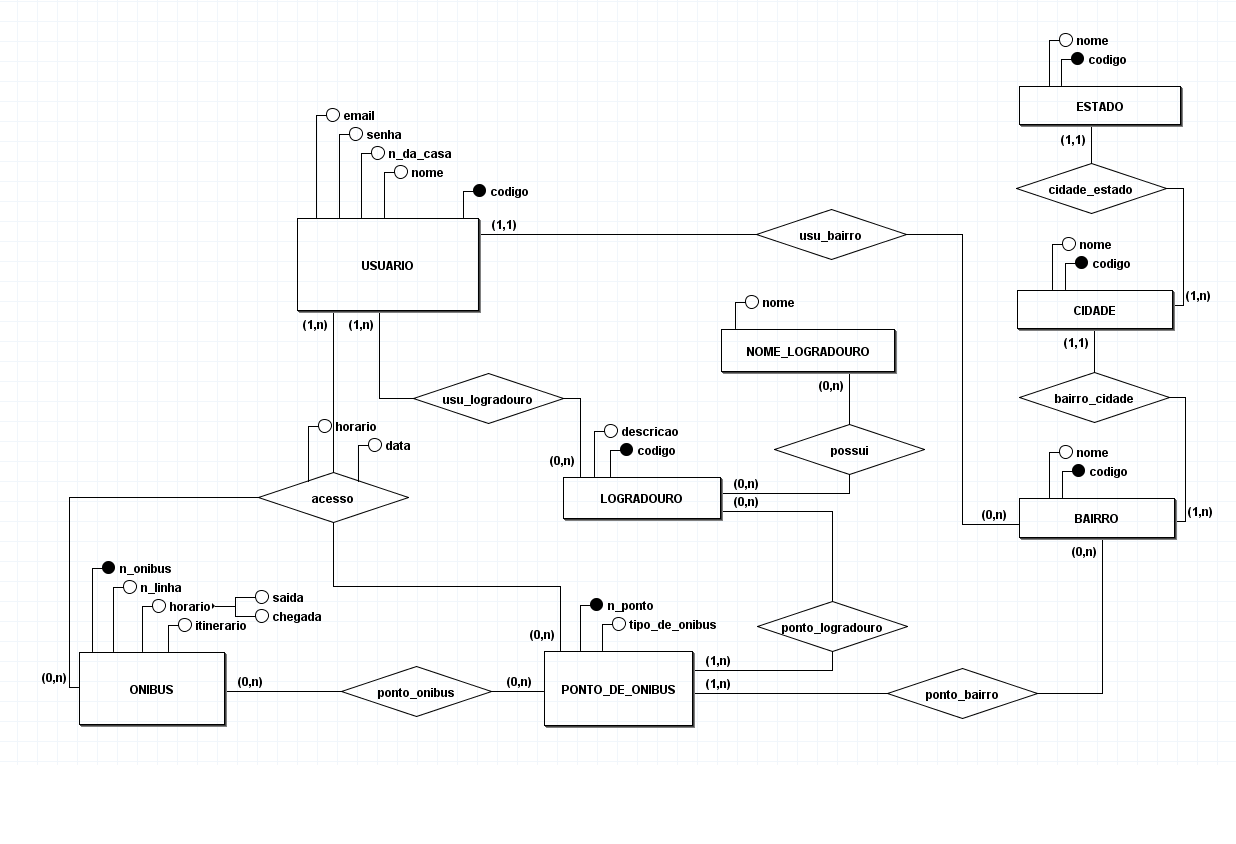 nome
codigo
ESTADO
(1,1)
cidade_estado
email
senha
n_da_casa
nome
codigo
USUARIO
(1,1)
usu_bairro
(1,n)
(1,n)
nome
codigo
CIDADE
(1,n)
(1,1)
bairro_cidade
nome
NOME_LOGRADOURO
(0,n)
possui
usu_logradouro
(0,n)
descricao
codigo
LOGRADOURO
(0,n)
(0,n)
nome
codigo
BAIRRO
(1,n)
(0,n)
(0,n)
horario
data
acesso
n_onibus
n_linha
horario
saida
chegada
itinerario
ONIBUS
(0,n)
(0,n)
ponto_onibus
(0,n)
(0,n)
n_ponto
tipo_de_onibus
PONTO_DE_ONIBUS
ponto_logradouro
(1,n)
(1,n)
ponto_bairro